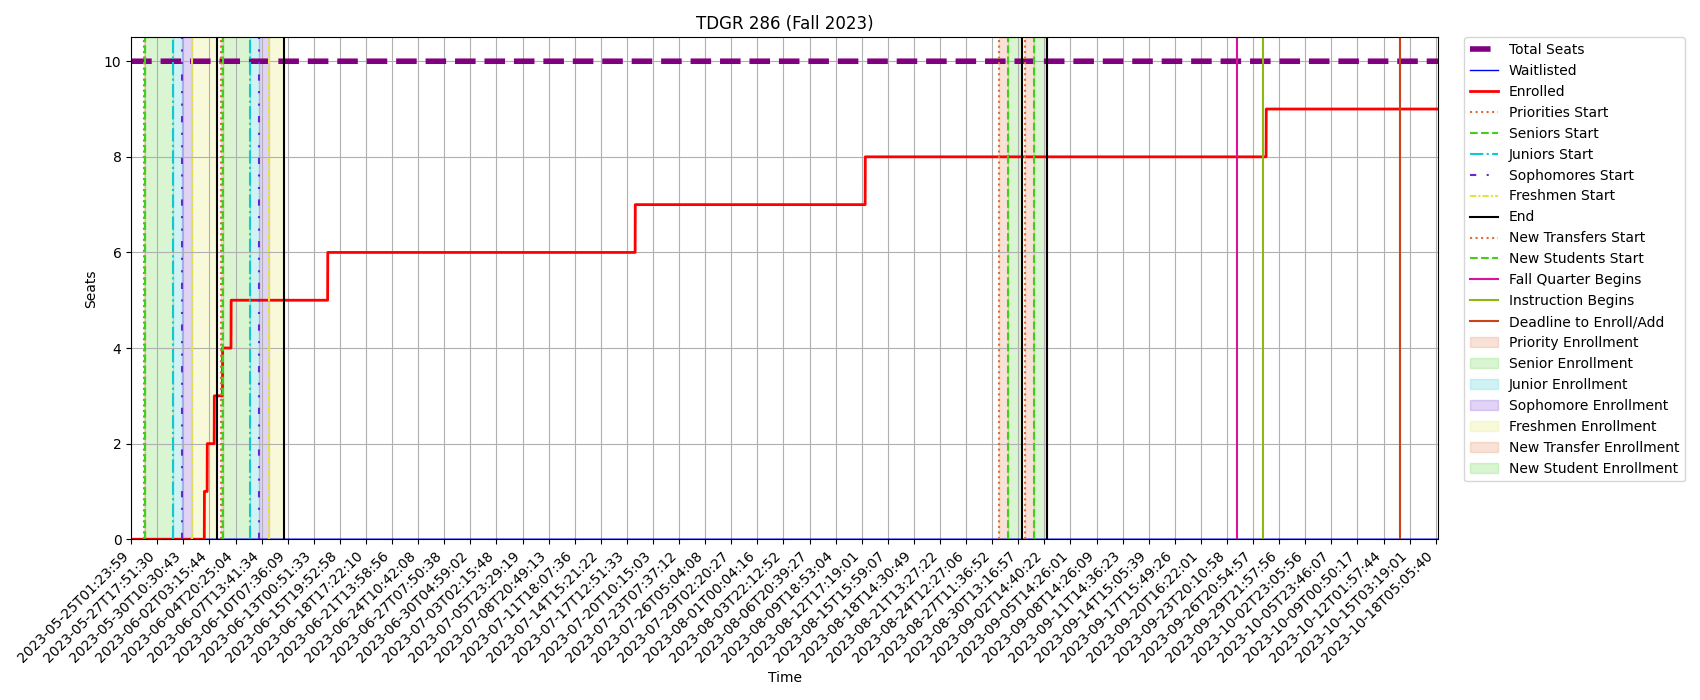 TDGR 286 (Fall 2023)
10
8
6
4
2
0
Seats
2023-05-25T01:23:59
2023-05-27T17:51:30
2023-05-30T10:30:43
2023-06-02T03:15:44
2023-06-04T20:25:04
2023-06-07T13:41:34
2023-06-10T07:36:09
2023-06-13T00:51:33
2023-06-15T19:52:58
2023-06-18T17:22:10
2023-06-21T13:58:56
2023-06-24T10:42:08
2023-06-27T07:50:38
2023-06-30T04:59:02
2023-07-03T02:15:48
2023-07-05T23:29:19
2023-07-08T20:49:13
2023-07-11T18:07:36
2023-07-14T15:21:22
2023-07-17T12:51:33
2023-07-20T10:15:03
2023-07-23T07:37:12
2023-07-26T05:04:08
2023-07-29T02:20:27
2023-08-01T00:04:16
2023-08-03T22:12:52
2023-08-06T20:39:27
2023-08-09T18:53:04
2023-08-12T17:19:01
2023-08-15T15:59:07
2023-08-18T14:30:49
2023-08-21T13:27:22
2023-08-24T12:27:06
2023-08-27T11:36:52
2023-08-30T13:16:57
2023-09-02T14:40:22
2023-09-05T14:26:01
2023-09-08T14:26:09
2023-09-11T14:36:23
2023-09-14T15:05:39
2023-09-17T15:49:26
2023-09-20T16:22:01
2023-09-23T20:10:58
2023-09-26T20:54:57
2023-09-29T21:57:56
2023-10-02T23:05:56
2023-10-05T23:46:07
2023-10-09T00:50:17
2023-10-12T01:57:44
2023-10-15T03:19:01
2023-10-18T05:05:40
Time
Total Seats
Waitlisted
Enrolled
Priorities Start
Seniors Start
Juniors Start
Sophomores Start
Freshmen Start
End
New Transfers Start
New Students Start
Fall Quarter Begins
Instruction Begins
Deadline to Enroll/Add
Priority Enrollment
Senior Enrollment
Junior Enrollment
Sophomore Enrollment
Freshmen Enrollment
New Transfer Enrollment
New Student Enrollment